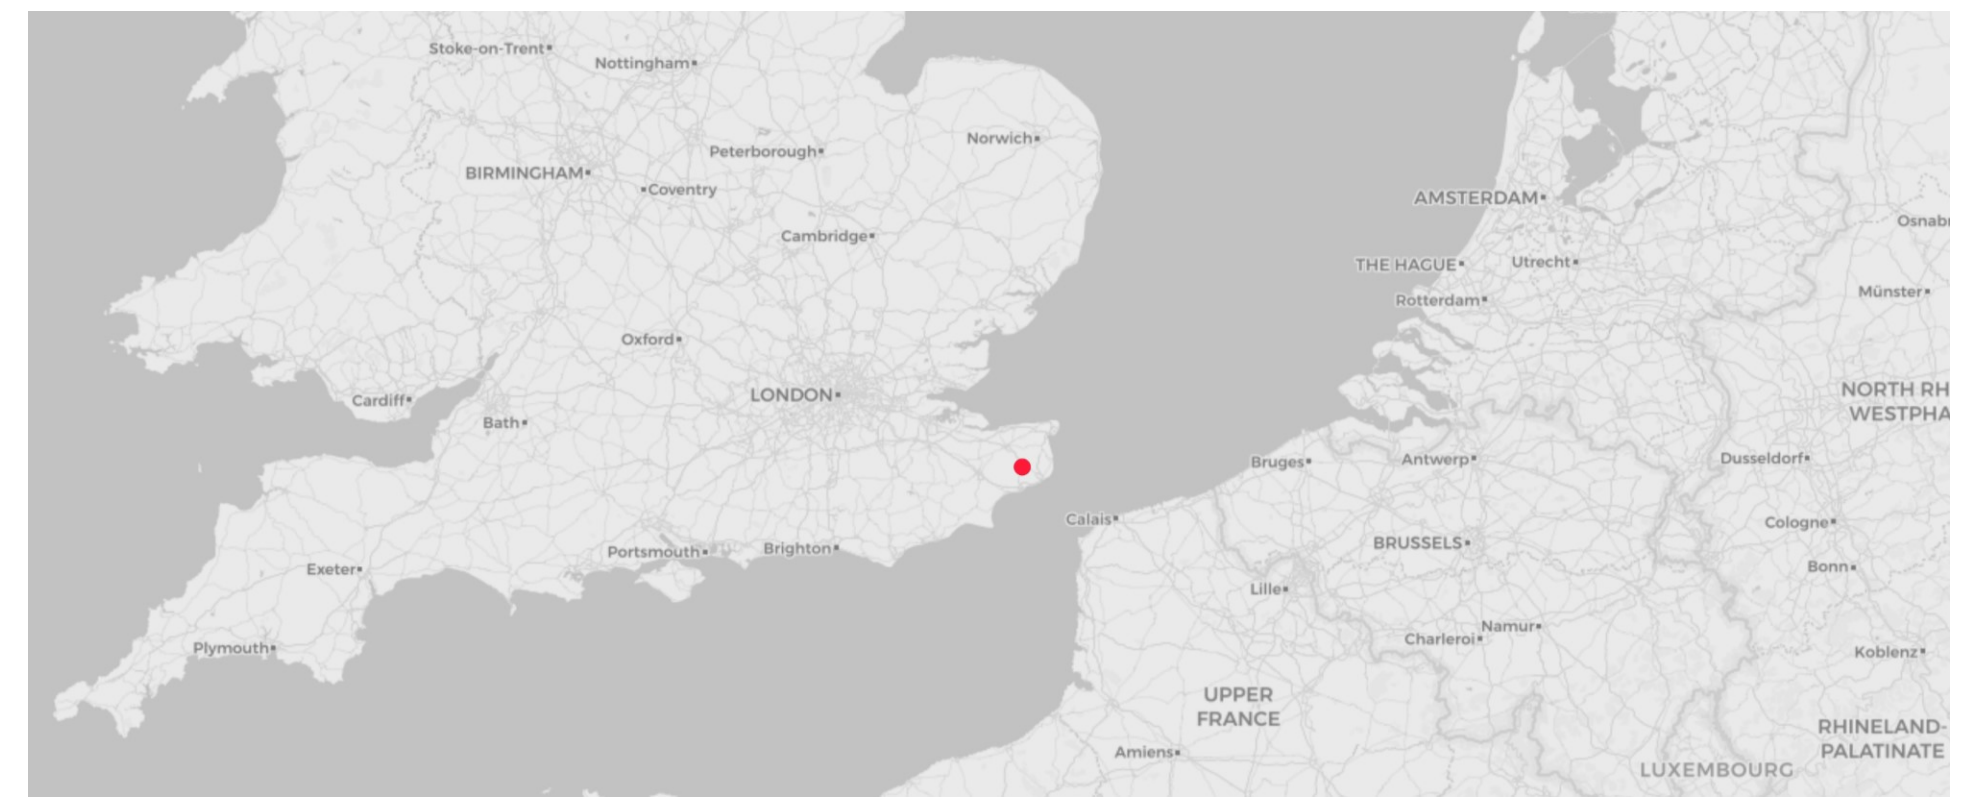 Stoke-on-Trent
Nottingham
Norwich
Peterborough
BIRMINGHAM
Coventry
AMSTERDAM
Osnab
Cambridge
THE HAGUE
Utrecht
Münster
Rotterdam
Oxford
LONDON
NORTH RH
WESTPHA
Cardiff
Bath
Bruges
Antwerp
Dusseldorf
Calais
Cologne
Portsmouth
Brighton
BRUSSELS
Exeter
Bonn
Lille
Namur
Charleroi
Plymouth
Koblenz
UPPER
FRANCE
RHINELAND-
PALATINATE
Amiens
LUXEMBOURG